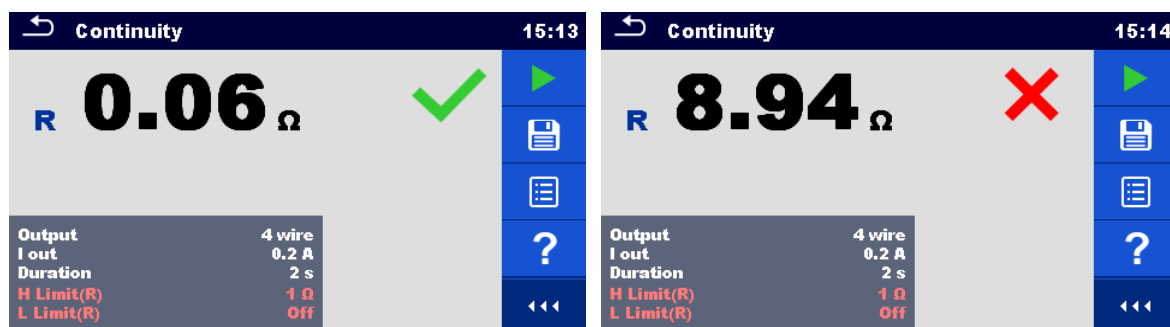 Continuity 15:13
R 0.06 Ω
Output 4 wire
I out 0.2 A
Duration 2 s
H Limit(R) 1 Ω
L Limit(R) Off
?
Continuity 15:14
R 8.94 Ω
Output 4 wire
I out 0.2 A
Duration 2 s
H Limit(R) 1 Ω
L Limit(R) Off
?